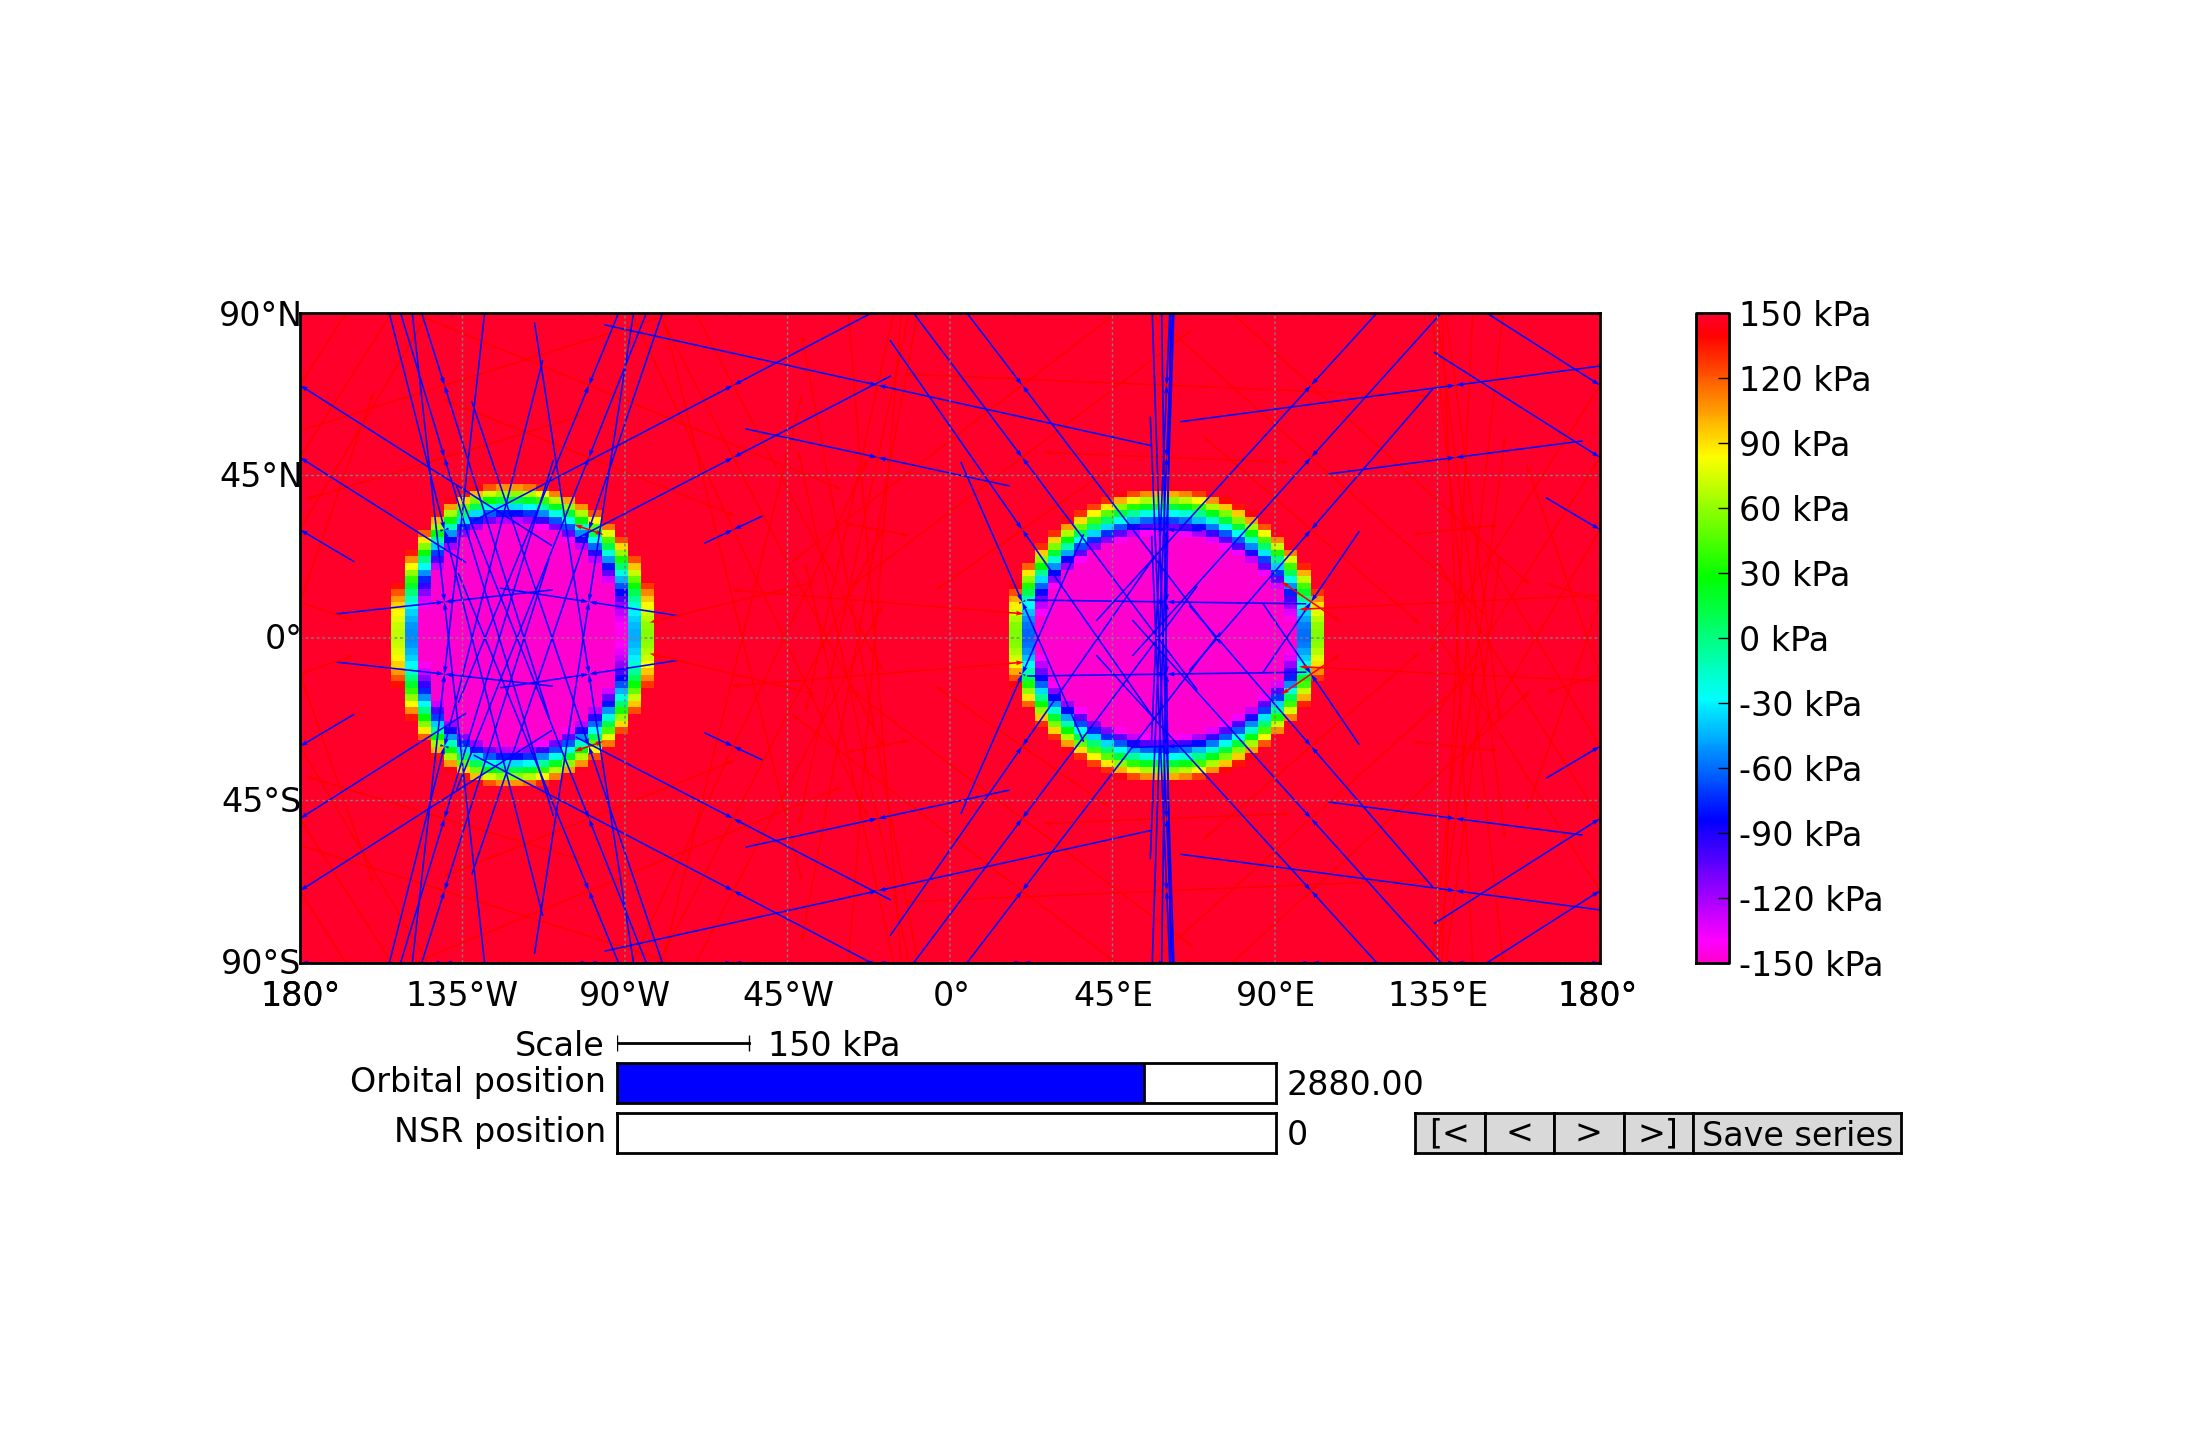 90°N
45°N
0°
45°S
90°S
180° 135°W 90°W 45°W 0° 45°E 90°E 135°E 180°
150 kPa
120 kPa
90 kPa
60 kPa
30 kPa
0 kPa
-30 kPa
-60 kPa
-90 kPa
-120 kPa
-150 kPa
Scale 150 kPa
Orbital position 2880.00
NSR position 0 [< < > >] Save series